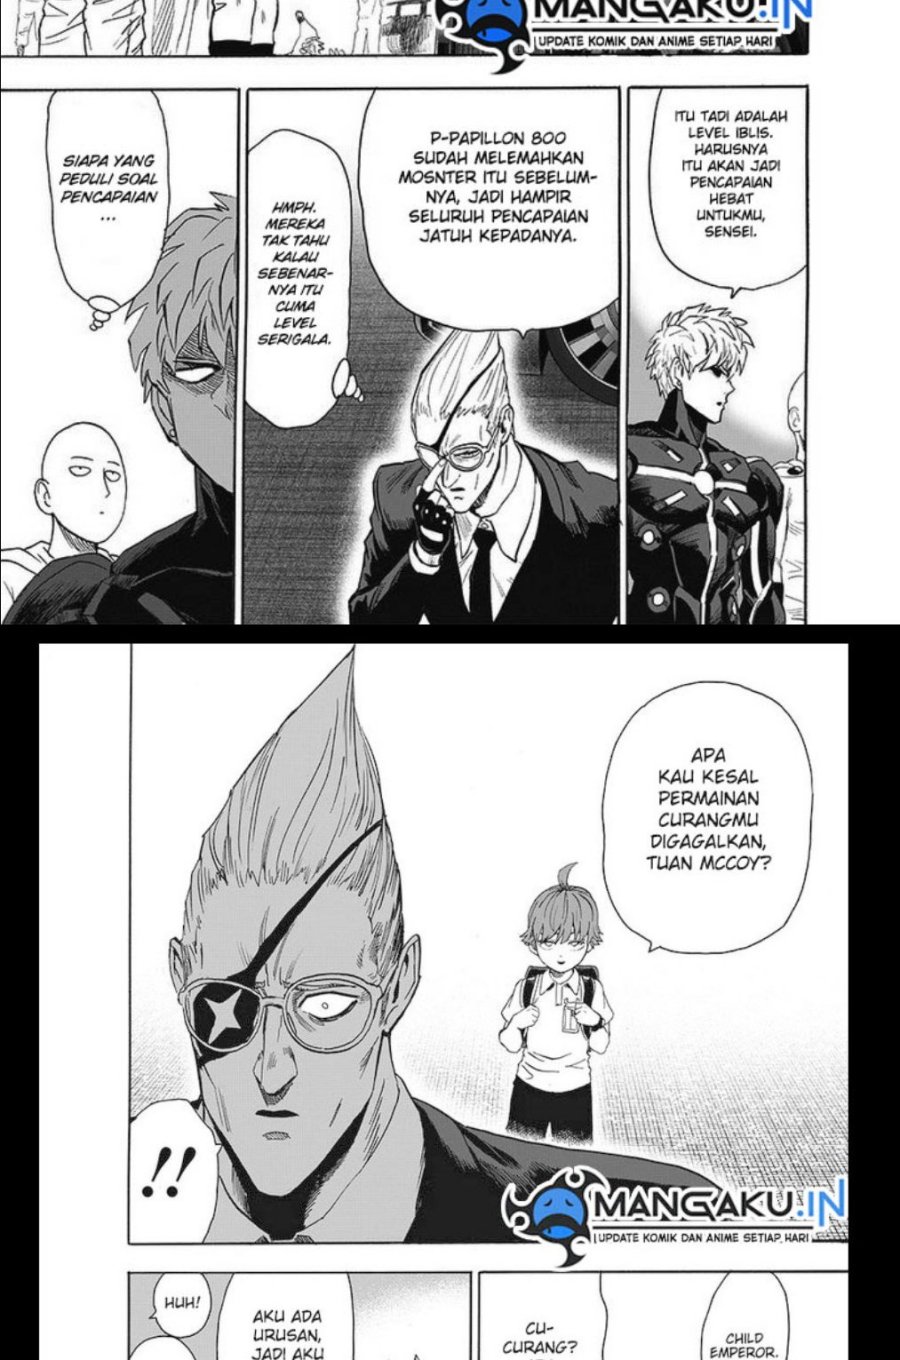 MANGAKU.IN
UPDATE KOMIK DAN ANIME SETIAP HARI
ITU TADI ADALAH
LEVEL IBLIS.
HARUSNYA
ITU AKAN JADI
PENCAPAIAN
HEBAT
UNTUKMU,
SENSEI.
P-PAPILLON 800
SUDAH MELEMAHKAN
MOSNTER ITU SEBELUM-
NYA, JADI HAMPIR
SELURUH PENCAPAIAN
JATUH KEPADANYA.
HMPH.
MEREKA
TAK TAHU
KALAU
SEBENAR-
NYA ITU
CUMA
LEVEL
SERIGALA.
SIAPA YANG
PEDULI SOAL
PENCAPAIAN
...
APA
KAU KESAL
PERMAINAN
CURANGMU
DIGAGALKAN,
TUAN MCCOY?
!!
MANGAKU.IN
UPDATE KOMIK DAN ANIME SETIAP HARI
CHILD
EMPEROR.
CU-
CURANG?
AKU ADA
URUSAN,
JADI AKU
HUH!